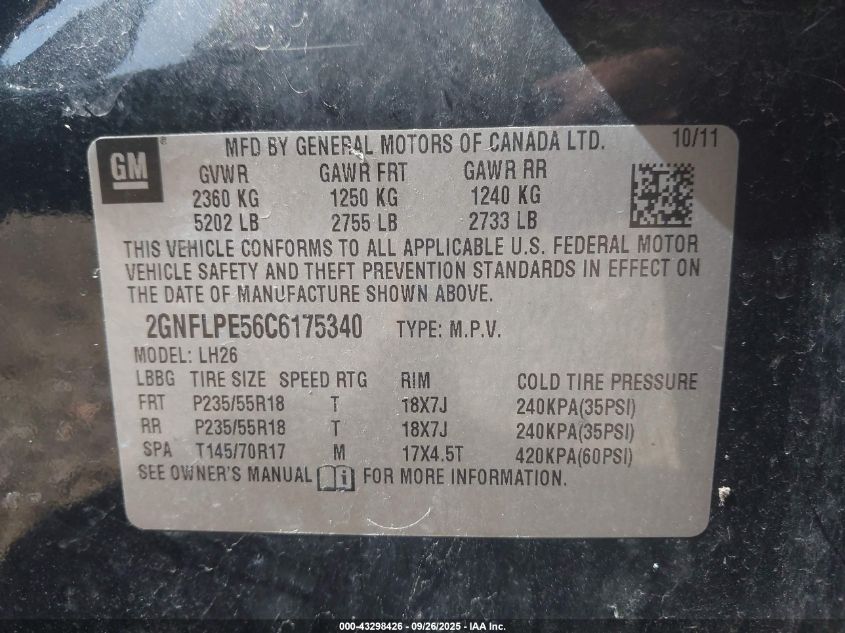 GM ®
MFD BY GENERAL MOTORS OF CANADA LTD. 10/11
GVWR GAWR FRT GAWR RR
2360 KG 1250 KG 1240 KG
5202 LB 2755 LB 2733 LB
THIS VEHICLE CONFORMS TO ALL APPLICABLE U.S. FEDERAL MOTOR
VEHICLE SAFETY AND THEFT PREVENTION STANDARDS IN EFFECT ON
THE DATE OF MANUFACTURE SHOWN ABOVE.
2GNFLPE56C6175340 TYPE: M.P.V.
MODEL: LH26
LBBG TIRE SIZE SPEED RTG RIM COLD TIRE PRESSURE
FRT P235/55R18 T 18X7J 240KPA(35PSI)
RR P235/55R18 T 18X7J 240KPA(35PSI)
SPA T145/70R17 M 17X4.5T 420KPA(60PSI)
SEE OWNER'S MANUAL i FOR MORE INFORMATION.
000-43298426 - 09/26/2025 - IAA Inc.